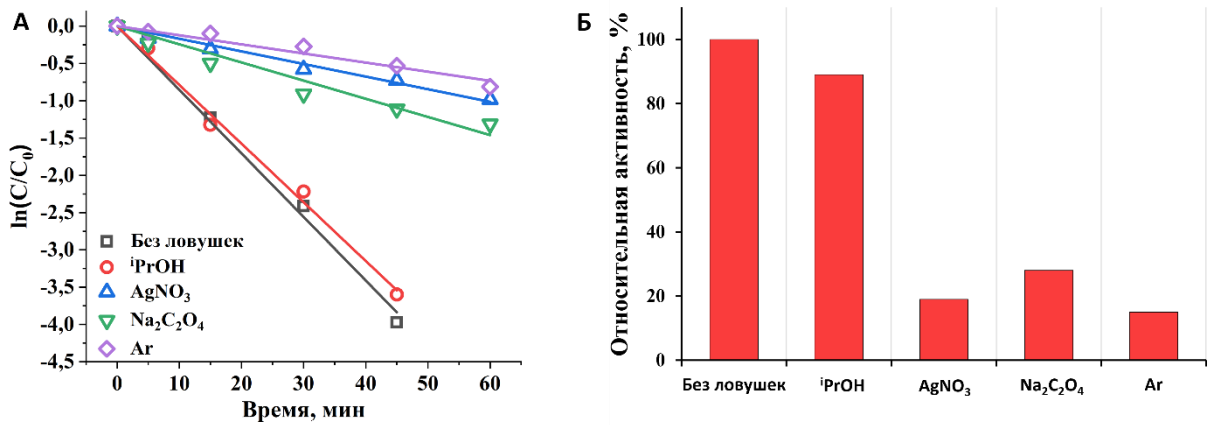 А
0,0
-0,5
-1,0
-1,5
-2,0
-2,5
-3,0
-3,5
-4,0
-4,5
ln(C/C₀)
Без ловушек
ⁱPrOH
AgNO₃
Na₂C₂O₄
Ar
0 10 20 30 40 50 60
Время, мин
Б
Относительная активность, %
100
80
60
40
20
0
Без ловушек ⁱPrOH AgNO₃ Na₂C₂O₄ Ar